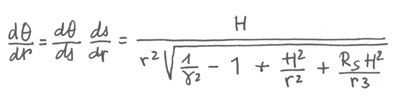 dθ/dr = dθ/ds ds/dr = H / (r² √(1/γ² - 1 + H²/r² + R_S H²/r³))